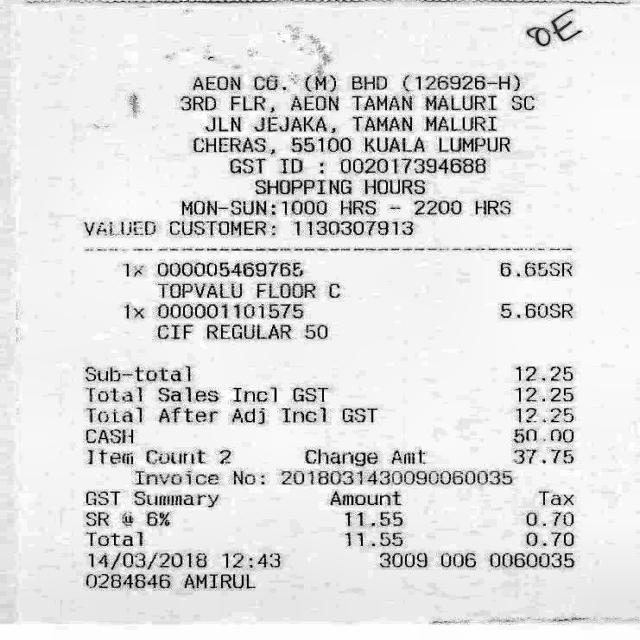 OE
AEON CO. (M) BHD (126926-H)
3RD FLR, AEON TAMAN MALURI SC
JLN JEJAKA, TAMAN MALURI
CHERAS, 55100 KUALA LUMPUR
GST ID : 002017394688
SHOPPING HOURS
MON-SUN:1000 HRS - 2200 HRS
VALUED CUSTOMER: 1130307913
1x 000005469765 6.65SR
TOPVALU FLOOR C
1x 000001101575 5.60SR
CIF REGULAR 50
Sub-total 12.25
Total Sales Incl GST 12.25
Total After Adj Incl GST 12.25
CASH 50.00
Item Count 2 Change Amt 37.75
Invoice No: 2018031430090060035
GST Summary Amount Tax
SR @ 6% 11.55 0.70
Total 11.55 0.70
14/03/2018 12:43 3009 006 0060035
0284846 AMIRUL